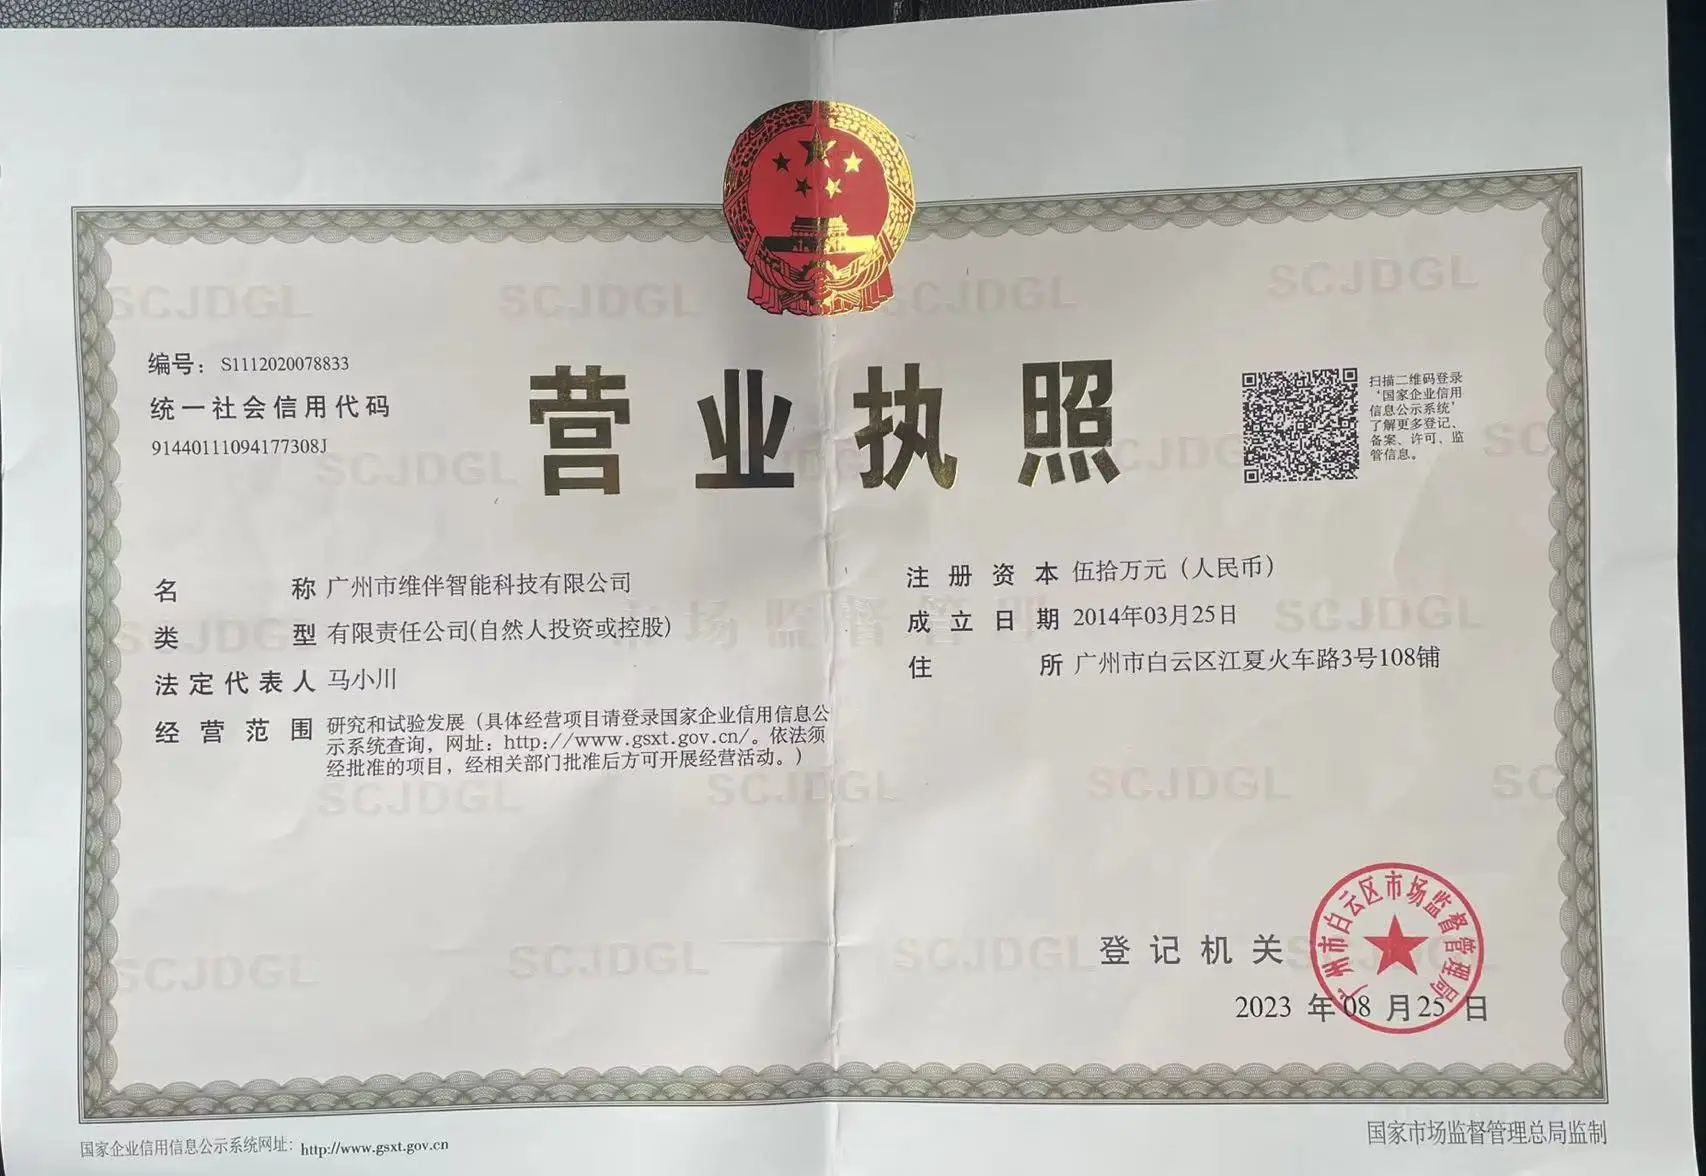 编号：S1112020078833
统一社会信用代码
91440111094177308J
营业执照
扫描二维码登录
‘国家企业信用
信息公示系统’
了解更多登记、
备案、许可、监
管信息。
名称 广州市维伴智能科技有限公司
类型 有限责任公司(自然人投资或控股)
法定代表人 马小川
经营范围 研究和试验发展（具体经营项目请登录国家企业信用信息公
示系统查询，网址：http://www.gsxt.gov.cn/。依法须
经批准的项目，经相关部门批准后方可开展经营活动。）
注册资本 伍拾万元（人民币）
成立日期 2014年03月25日
住所 广州市白云区江夏火车路3号108铺
登记机关
广州市白云区市场监督管理局
2023 年 08 月 25 日
国家企业信用信息公示系统网址：http://www.gsxt.gov.cn
国家市场监督管理总局监制
SCJDGL
市场监督管理